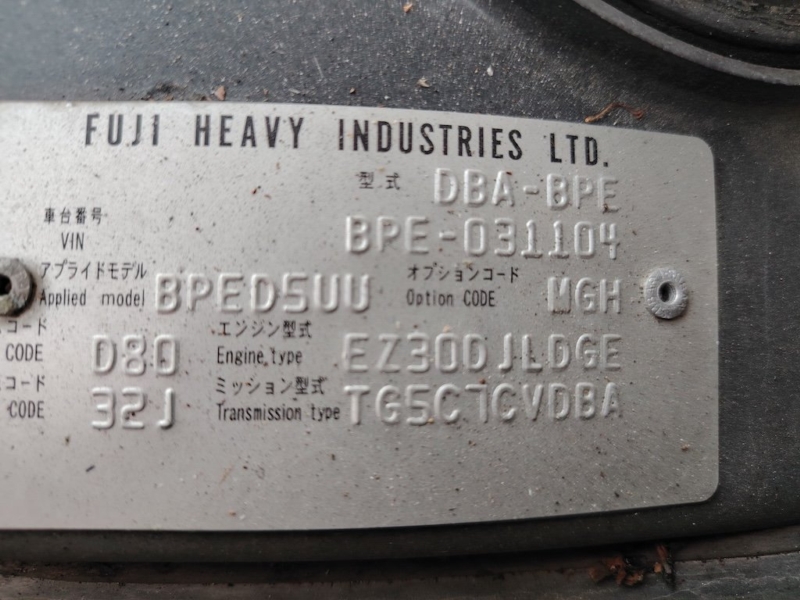 FUJI HEAVY INDUSTRIES LTD.
型式 DBA-BPE
車台番号
VIN BPE-031104
アプライドモデル オプションコード
Applied model BPED5UU Option CODE MGH
コード エンジン型式
CODE D80 Engine type EZ30DJLDGE
コード ミッション型式
CODE 32J Transmission type TG5C7CVDBA